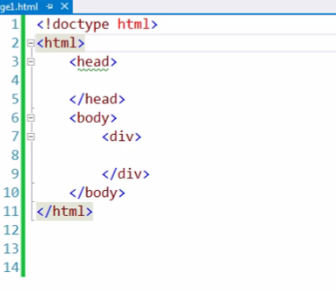 ge1.html
1 <!doctype html>
2 <html>
3 <head>
4
5 </head>
6 <body>
7 <div>
8
9 </div>
10 </body>
11 </html>
12
13
14